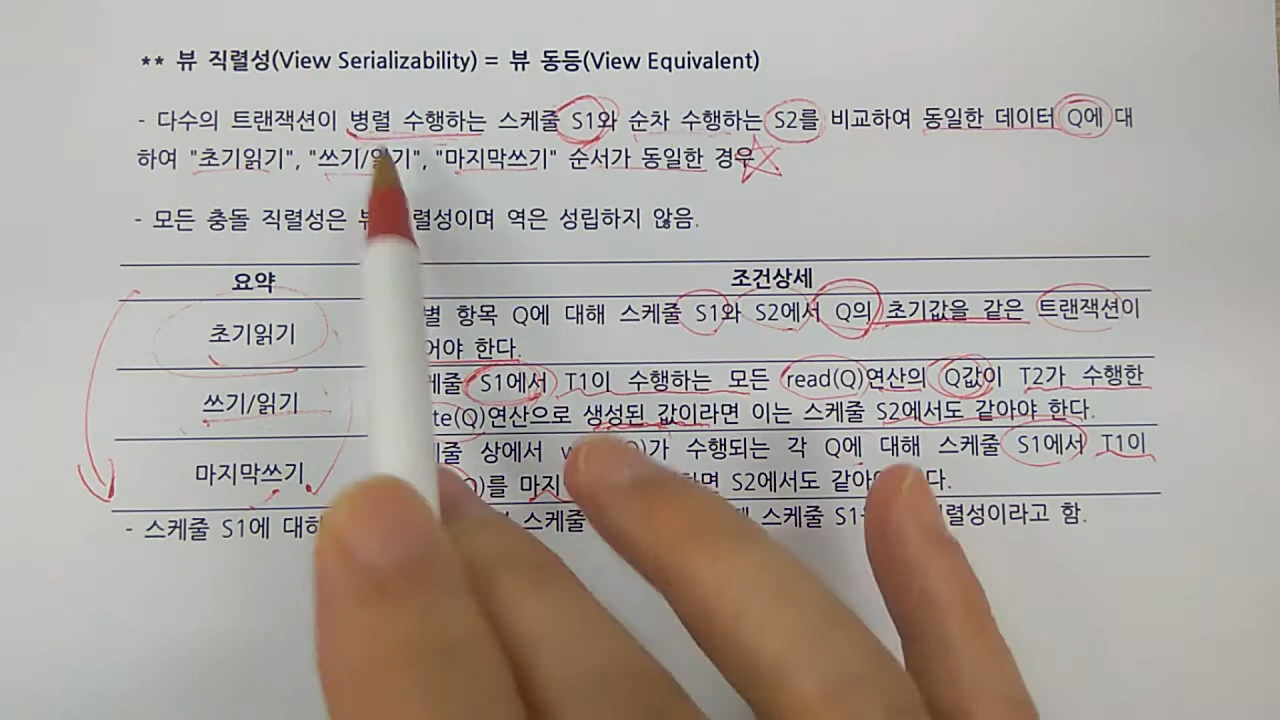 ** 뷰 직렬성(View Serializability) = 뷰 동등(View Equivalent)
- 다수의 트랜잭션이 병렬 수행하는 스케줄 S1와 순차 수행하는 S2를 비교하여 동일한 데이터 Q에 대
하여 "초기읽기", "쓰기/읽기", "마지막쓰기" 순서가 동일한 경우
- 모든 충돌 직렬성은 뷰 직렬성이며 역은 성립하지 않음.
요약 조건상세
초기읽기
별 항목 Q에 대해 스케줄 S1와 S2에서 Q의 초기값을 같은 트랜잭션이
어야 한다.
쓰기/읽기
케줄 S1에서 T1이 수행하는 모든 read(Q)연산의 Q값이 T2가 수행한
te(Q)연산으로 생성된 값이라면 이는 스케줄 S2에서도 같아야 한다.
마지막쓰기
줄 상에서 Q)가 수행되는 각 Q에 대해 스케줄 S1에서 T1이
Q)를 마지 하면 S2에서도 같아야 다.
- 스케줄 S1에 대하 스케줄 스케줄 S1 렬성이라고 함.